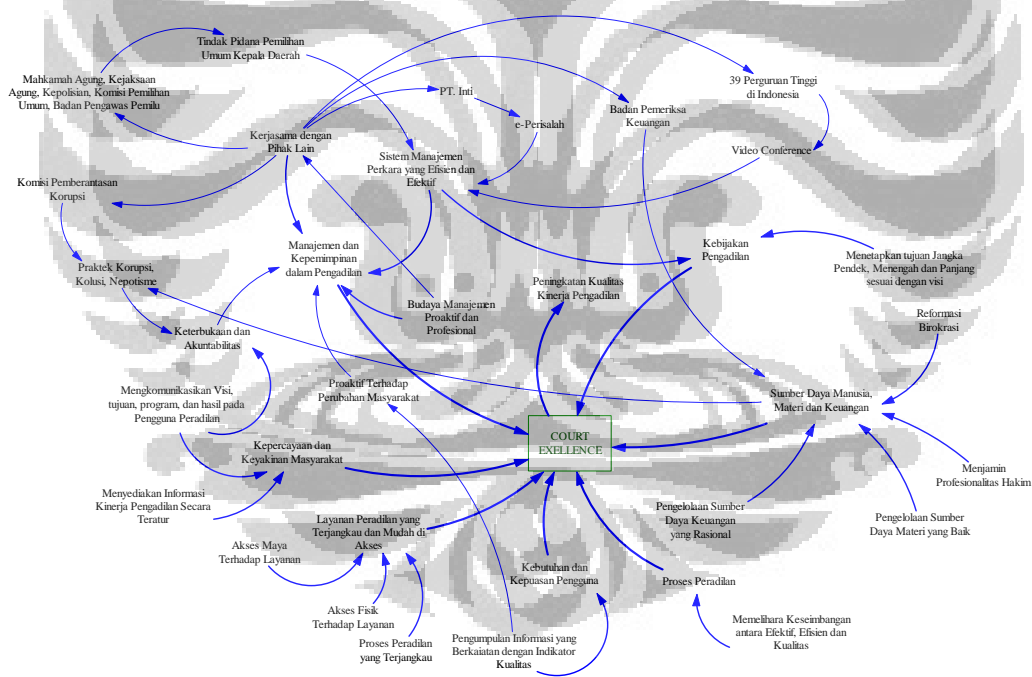 Tindak Pidana Pemilihan
Umum Kepala Daerah
Mahkamah Agung, Kejaksaan
Agung, Kepolisian, Komisi Pemilihan
Umum, Badan Pengawas Pemilu
PT. Inti
39 Perguruan Tinggi
di Indonesia
Badan Pemeriksa
Keuangan
e-Perisalah
Kerjasama dengan
Pihak Lain
Sistem Manajemen
Perkara yang Efisien dan
Efektif
Video Conference
Komisi Pemberantasan
Korupsi
Manajemen dan
Kepemimpinan
dalam Pengadilan
Kebijakan
Pengadilan
Menetapkan tujuan Jangka
Pendek, Menengah dan Panjang
sesuai dengan visi
Praktek Korupsi,
Kolusi, Nepotisme
Peningkatan Kualitas
Kinerja Pengadilan
Budaya Manajemen
Proaktif dan
Profesional
Reformasi
Birokrasi
Keterbukaan dan
Akuntabilitas
Mengkomunikasikan Visi,
tujuan, program, dan hasil pada
Pengguna Peradilan
Proaktif Terhadap
Perubahan Masyarakat
Sumber Daya Manusia,
Materi dan Keuangan
COURT
EXELLENCE
Kepercayaan dan
Keyakinan Masyarakat
Menjamin
Profesionalitas Hakim
Menyediakan Informasi
Kinerja Pengadilan Secara
Teratur
Layanan Peradilan yang
Terjangkau dan Mudah di
Akses
Pengelolaan Sumber
Daya Keuangan
yang Rasional
Pengelolaan Sumber
Daya Materi yang Baik
Akses Maya
Terhadap Layanan
Kebutuhan dan
Kepuasan Pengguna
Proses Peradilan
Akses Fisik
Terhadap Layanan
Proses Peradilan
yang Terjangkau
Pengumpulan Informasi yang
Berkaiatan dengan Indikator
Kualitas
Memelihara Keseimbangan
antara Efektif, Efisien dan
Kualitas